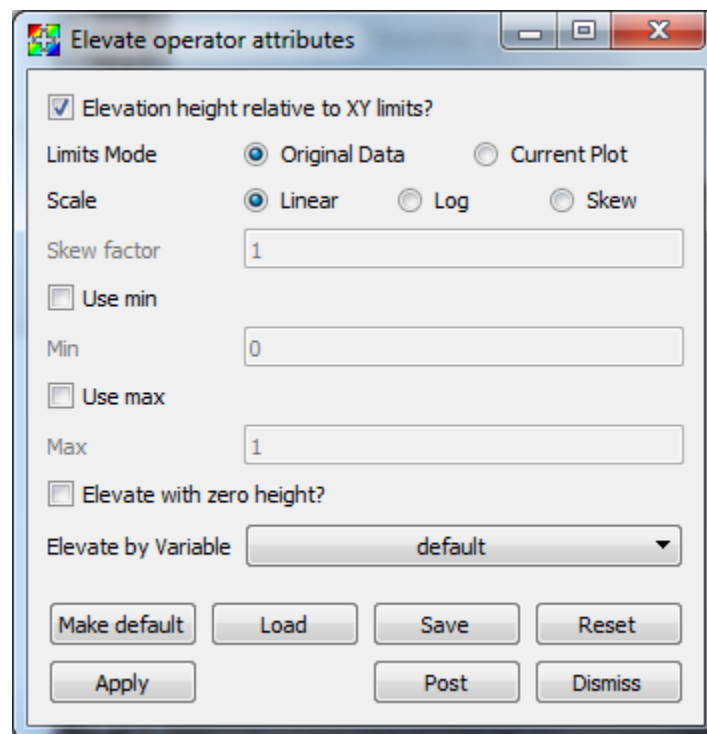 Elevate operator attributes
Elevation height relative to XY limits?
Limits Mode Original Data Current Plot
Scale Linear Log Skew
Skew factor 1
Use min
Min 0
Use max
Max 1
Elevate with zero height?
Elevate by Variable default
Make default Load Save Reset
Apply Post Dismiss